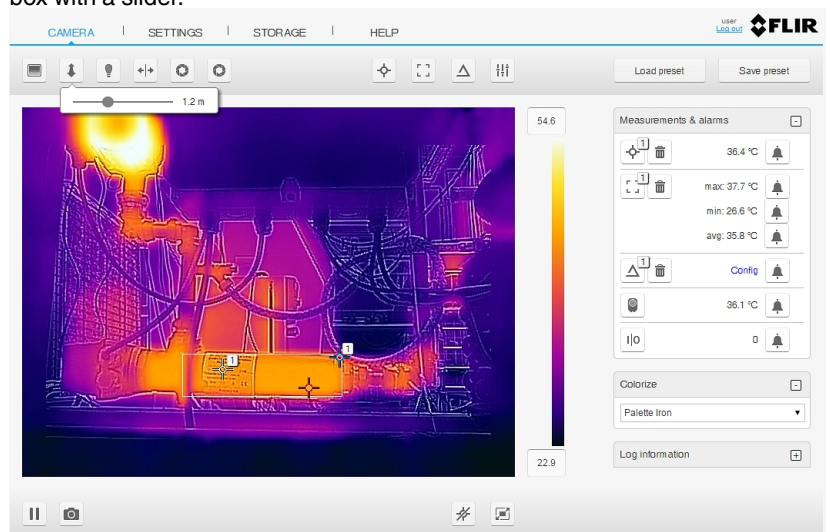 box with a slider.
user
Log out
FLIR
CAMERA SETTINGS STORAGE HELP
Load preset Save preset
1.2 m
54.6
22.9
1
1
Measurements & alarms
1 36.4 °C
1 max: 37.7 °C
min: 26.6 °C
avg: 35.8 °C
1 Config
36.1 °C
I|O 0
Colorize
Palette Iron
Log information